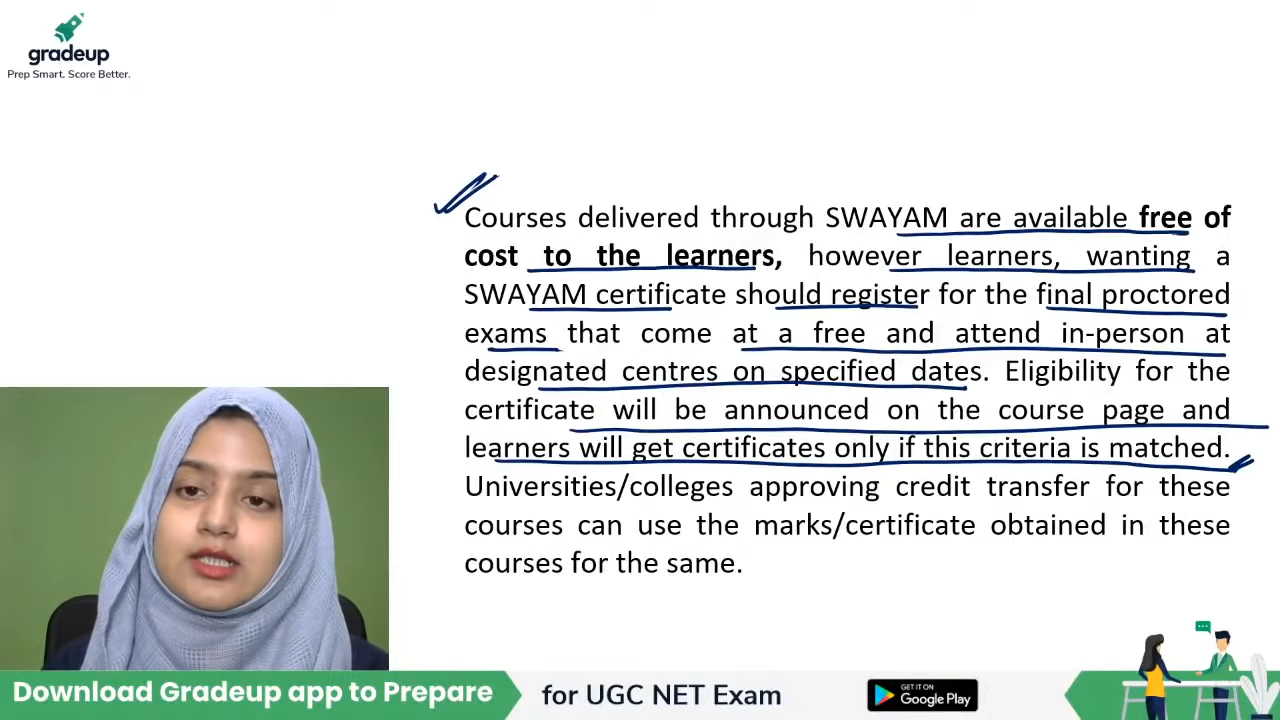 gradeup
Prep Smart. Score Better.
Courses delivered through SWAYAM are available free of
cost to the learners, however learners, wanting a
SWAYAM certificate should register for the final proctored
exams that come at a free and attend in-person at
designated centres on specified dates. Eligibility for the
certificate will be announced on the course page and
learners will get certificates only if this criteria is matched.
Universities/colleges approving credit transfer for these
courses can use the marks/certificate obtained in these
courses for the same.
Download Gradeup app to Prepare
for UGC NET Exam
GET IT ON
Google Play